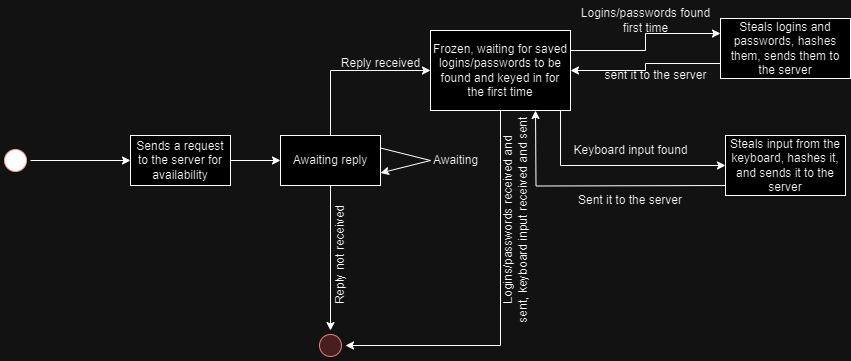 Logins/passwords found
first time
Steals logins and
passwords, hashes
them, sends them to
the server
Frozen, waiting for saved
logins/passwords to be
found and keyed in for
the first time
Reply received
sent it to the server
Sends a request
to the server for
availability
Awaiting reply
Awaiting
Keyboard input found
Steals input from the
keyboard, hashes it,
and sends it to the
server
Sent it to the server
Reply not received
Logins/passwords received and
sent, keyboard input received and sent